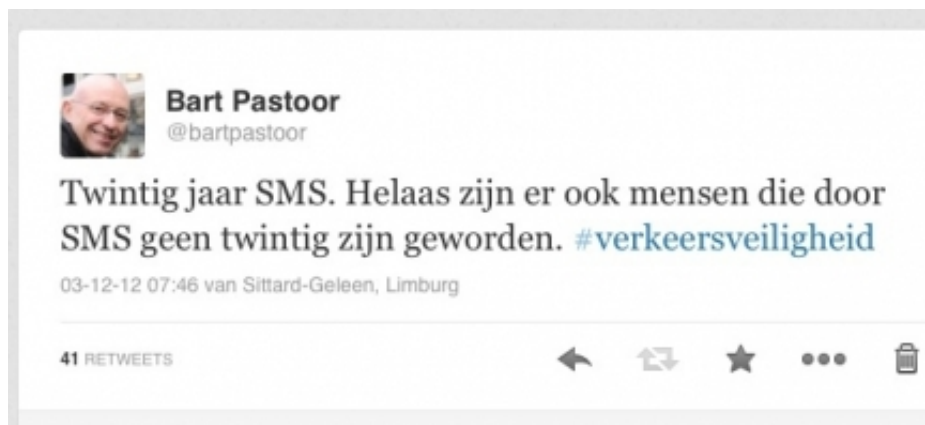 Bart Pastoor
@bartpastoor
Twintig jaar SMS. Helaas zijn er ook mensen die door
SMS geen twintig zijn geworden. #verkeersveiligheid
03-12-12 07:46 van Sittard-Geleen, Limburg
41 RETWEETS